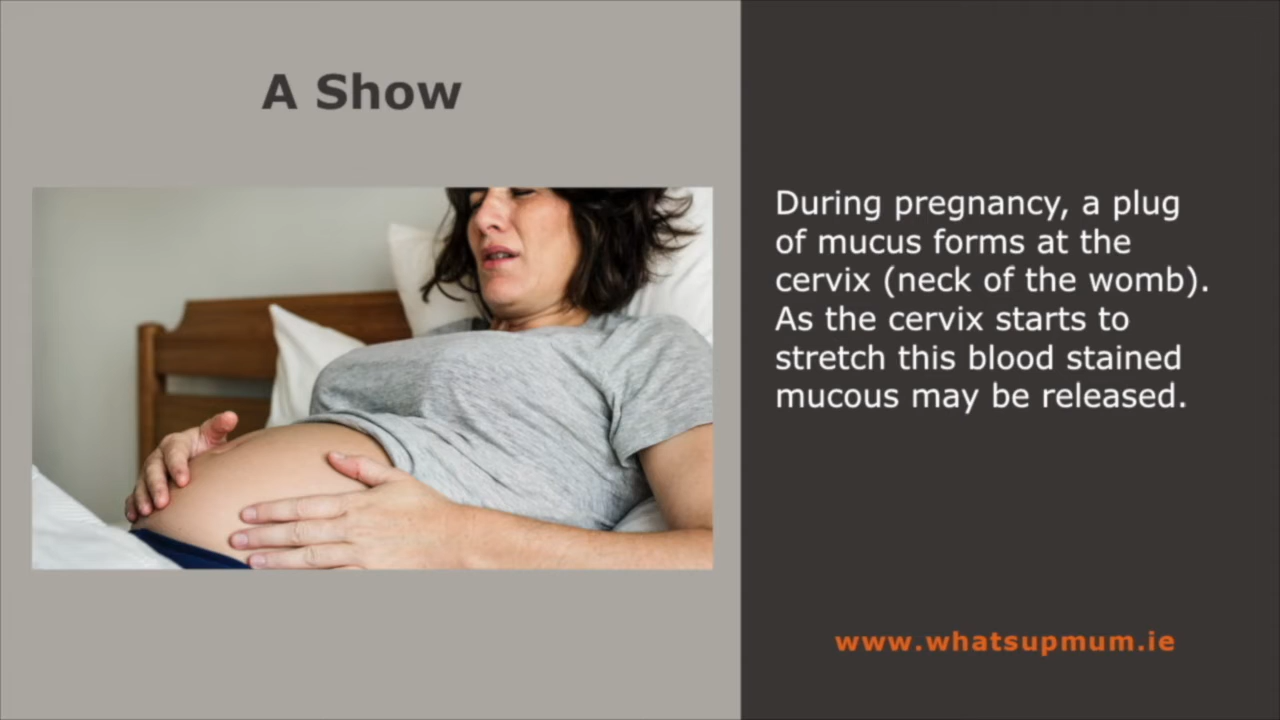 A Show
During pregnancy, a plug
of mucus forms at the
cervix (neck of the womb).
As the cervix starts to
stretch this blood stained
mucous may be released.
www.whatsupmum.ie